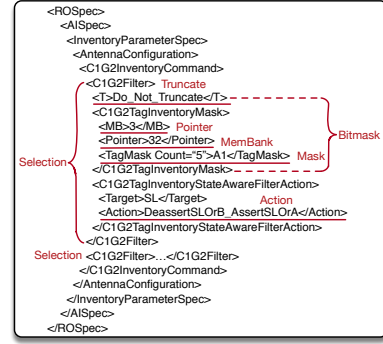 <ROSpec>
<AISpec>
<InventoryParameterSpec>
<AntennaConfiguration>
<C1G2InventoryCommand>
<C1G2Filter> Truncate
<T>Do_Not_Truncate</T>
<C1G2TagInventoryMask>
<MB>3</MB> Pointer
Bitmask
<Pointer>32</Pointer> MemBank
Selection
<TagMask Count="5">A1</TagMask> Mask
</C1G2TagInventoryMask>
<C1G2TagInventoryStateAwareFilterAction>
<Target>SL</Target> Action
<Action>DeassertSLOrB_AssertSLOrA</Action>
</C1G2TagInventoryStateAwareFilterAction>
</C1G2Filter>
Selection <C1G2Filter>...</C1G2Filter>
</C1G2InventoryCommand>
</AntennaConfiguration>
</InventoryParameterSpec>
</AISpec>
</ROSpec>